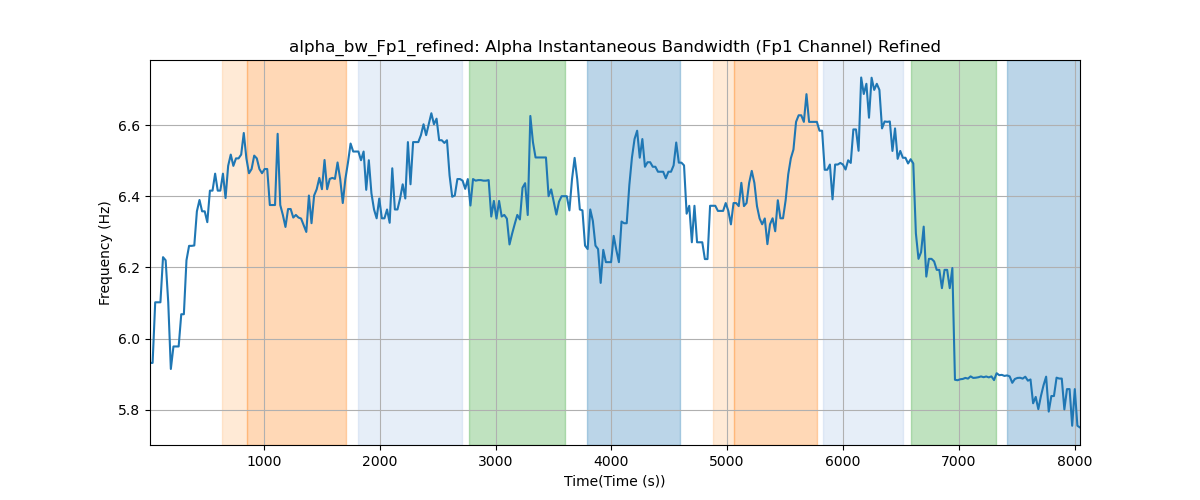 alpha_bw_Fp1_refined: Alpha Instantaneous Bandwidth (Fp1 Channel) Refined
Frequency (Hz)
6.6
6.4
6.2
6.0
5.8
1000 2000 3000 4000 5000 6000 7000 8000
Time(Time (s))